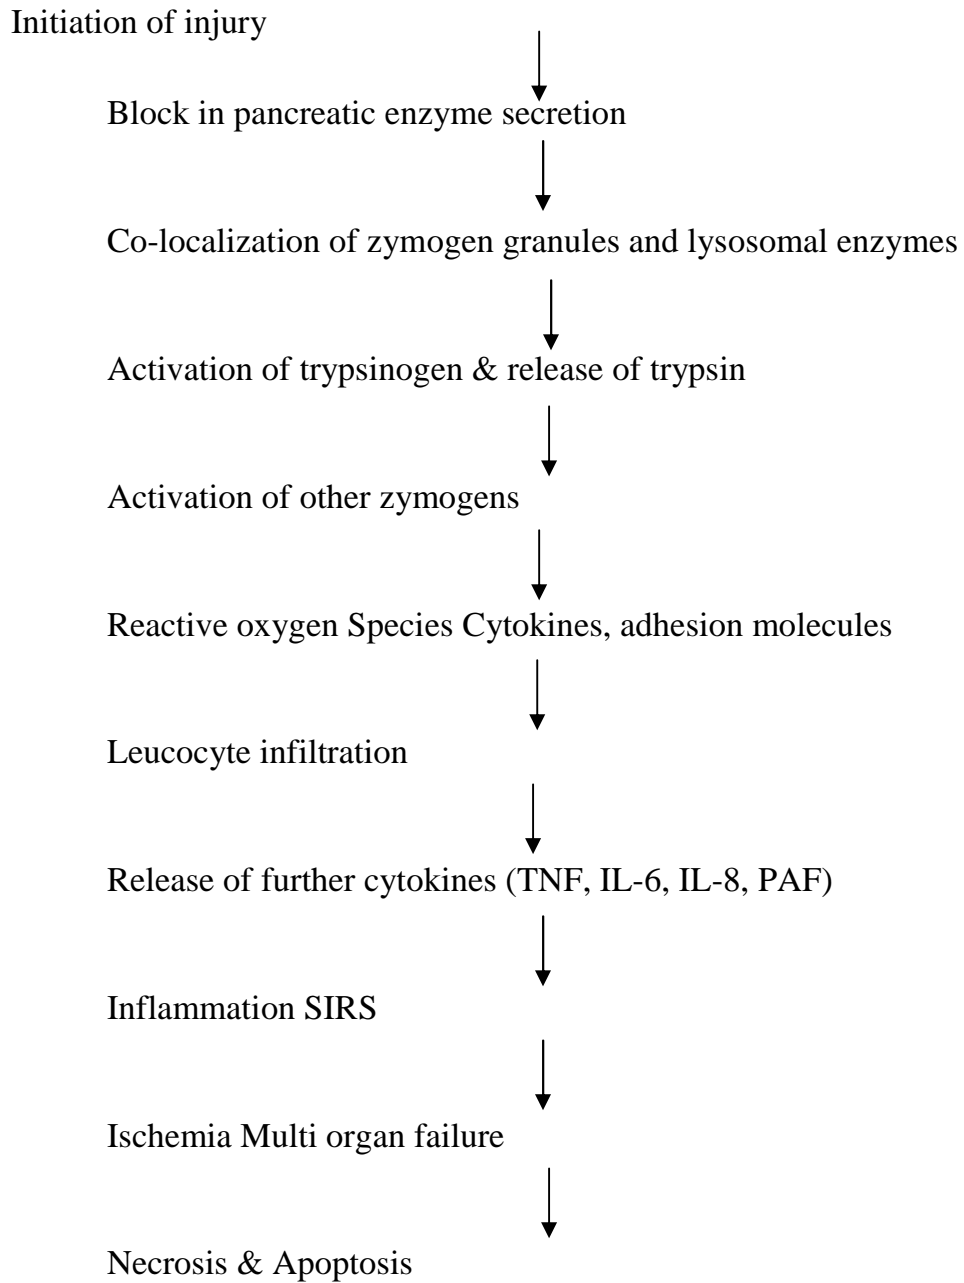 Initiation of injury
Block in pancreatic enzyme secretion
Co-localization of zymogen granules and lysosomal enzymes
Activation of trypsinogen & release of trypsin
Activation of other zymogens
Reactive oxygen Species Cytokines, adhesion molecules
Leucocyte infiltration
Release of further cytokines (TNF, IL-6, IL-8, PAF)
Inflammation SIRS
Ischemia Multi organ failure
Necrosis & Apoptosis